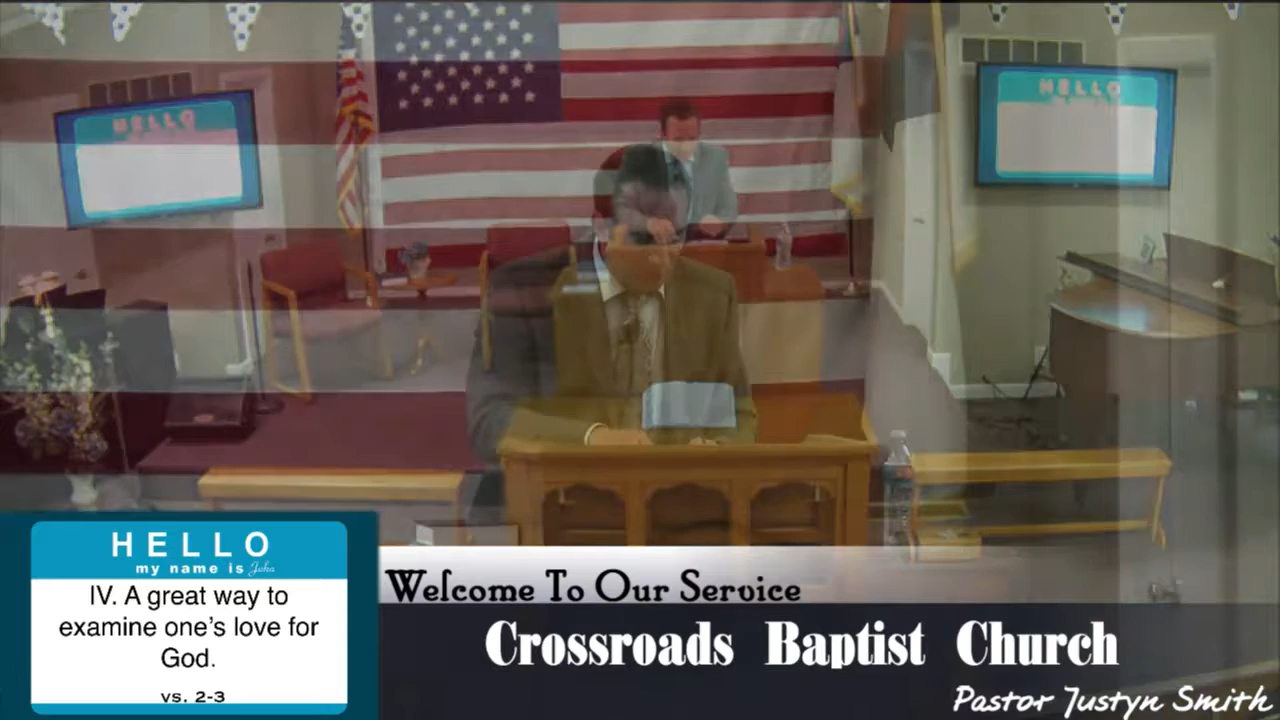 HELLO
HELLO
HELLO
my name is John
IV. A great way to
examine one's love for
God.
vs. 2-3
Welcome To Our Service
Crossroads Baptist Church
Pastor Justyn Smith